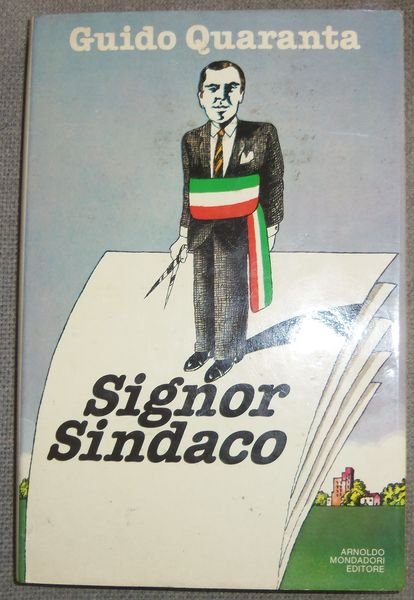 Guido Quaranta
Signor
Sindaco
ARNOLDO
MONDADORI
EDITORE